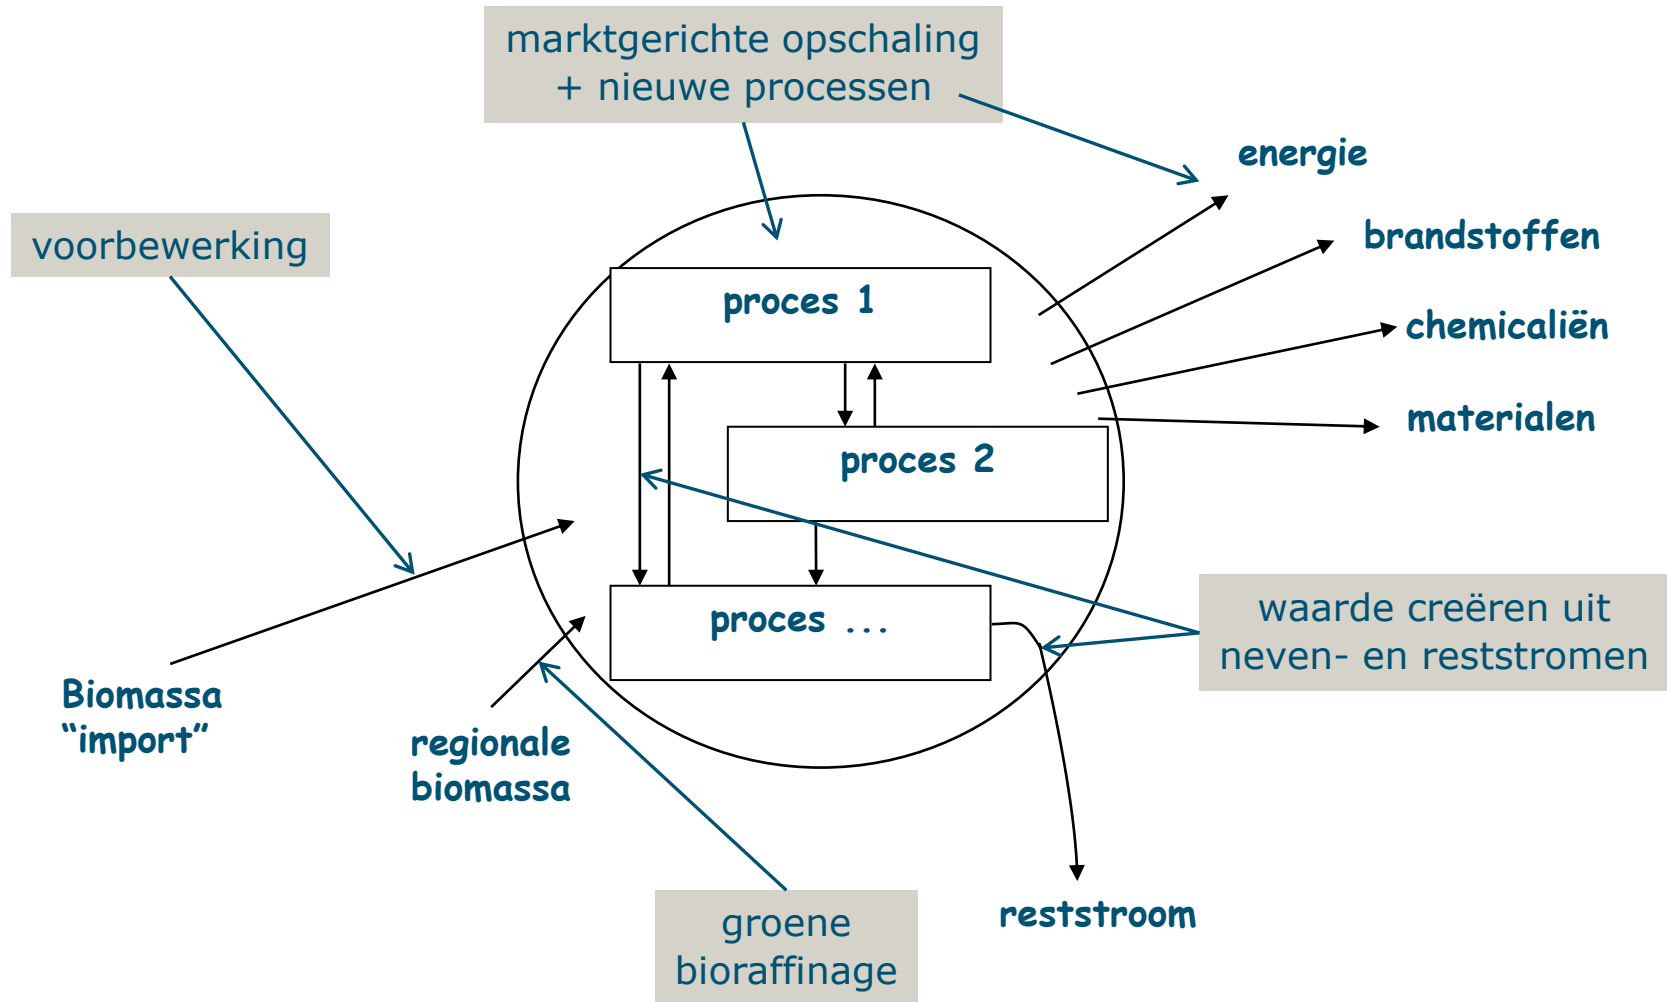 marktgerichte opschaling
+ nieuwe processen
energie
voorbewerking
brandstoffen
proces 1
chemicaliën
materialen
proces 2
waarde creëren uit
neven- en reststromen
proces ...
Biomassa
“import”
regionale
biomassa
reststroom
groene
bioraffinage